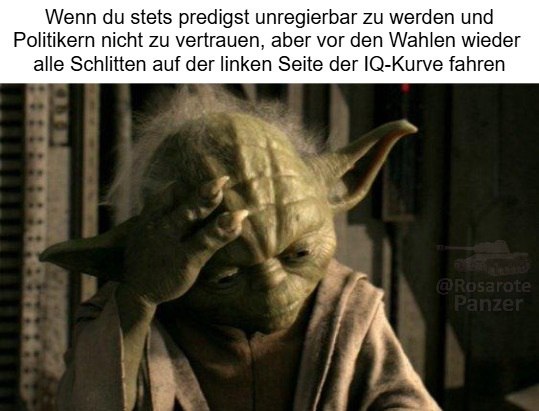 Wenn du stets predigst unregierbar zu werden und
Politikern nicht zu vertrauen, aber vor den Wahlen wieder
alle Schlitten auf der linken Seite der IQ-Kurve fahren
@Rosarote
Panzer